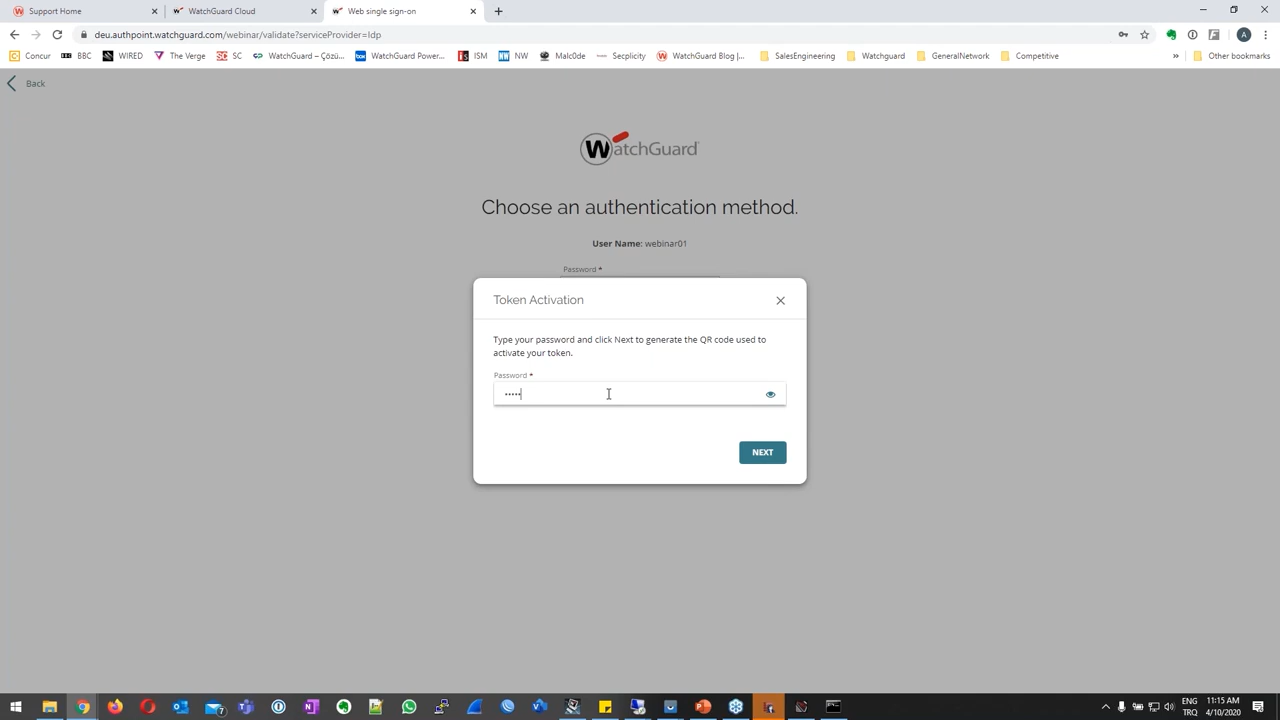 Support Home
WatchGuard Cloud
Web single sign-on
deu.authpoint.watchguard.com/webinar/validate?serviceProvider=Idp
A
Concur
BBC
WIRED
The Verge
SC
WatchGuard – Çözü...
WatchGuard Power...
ISM
NW
Malc0de
Secplicity
WatchGuard Blog |...
SalesEngineering
Watchguard
GeneralNetwork
Competitive
»
Other bookmarks
Back
WatchGuard
Choose an authentication method.
User Name: webinar01
Password *
Token Activation
Type your password and click Next to generate the QR code used to
activate your token.
Password *
•••••
NEXT
7
ENG
TRQ
11:15 AM
4/10/2020